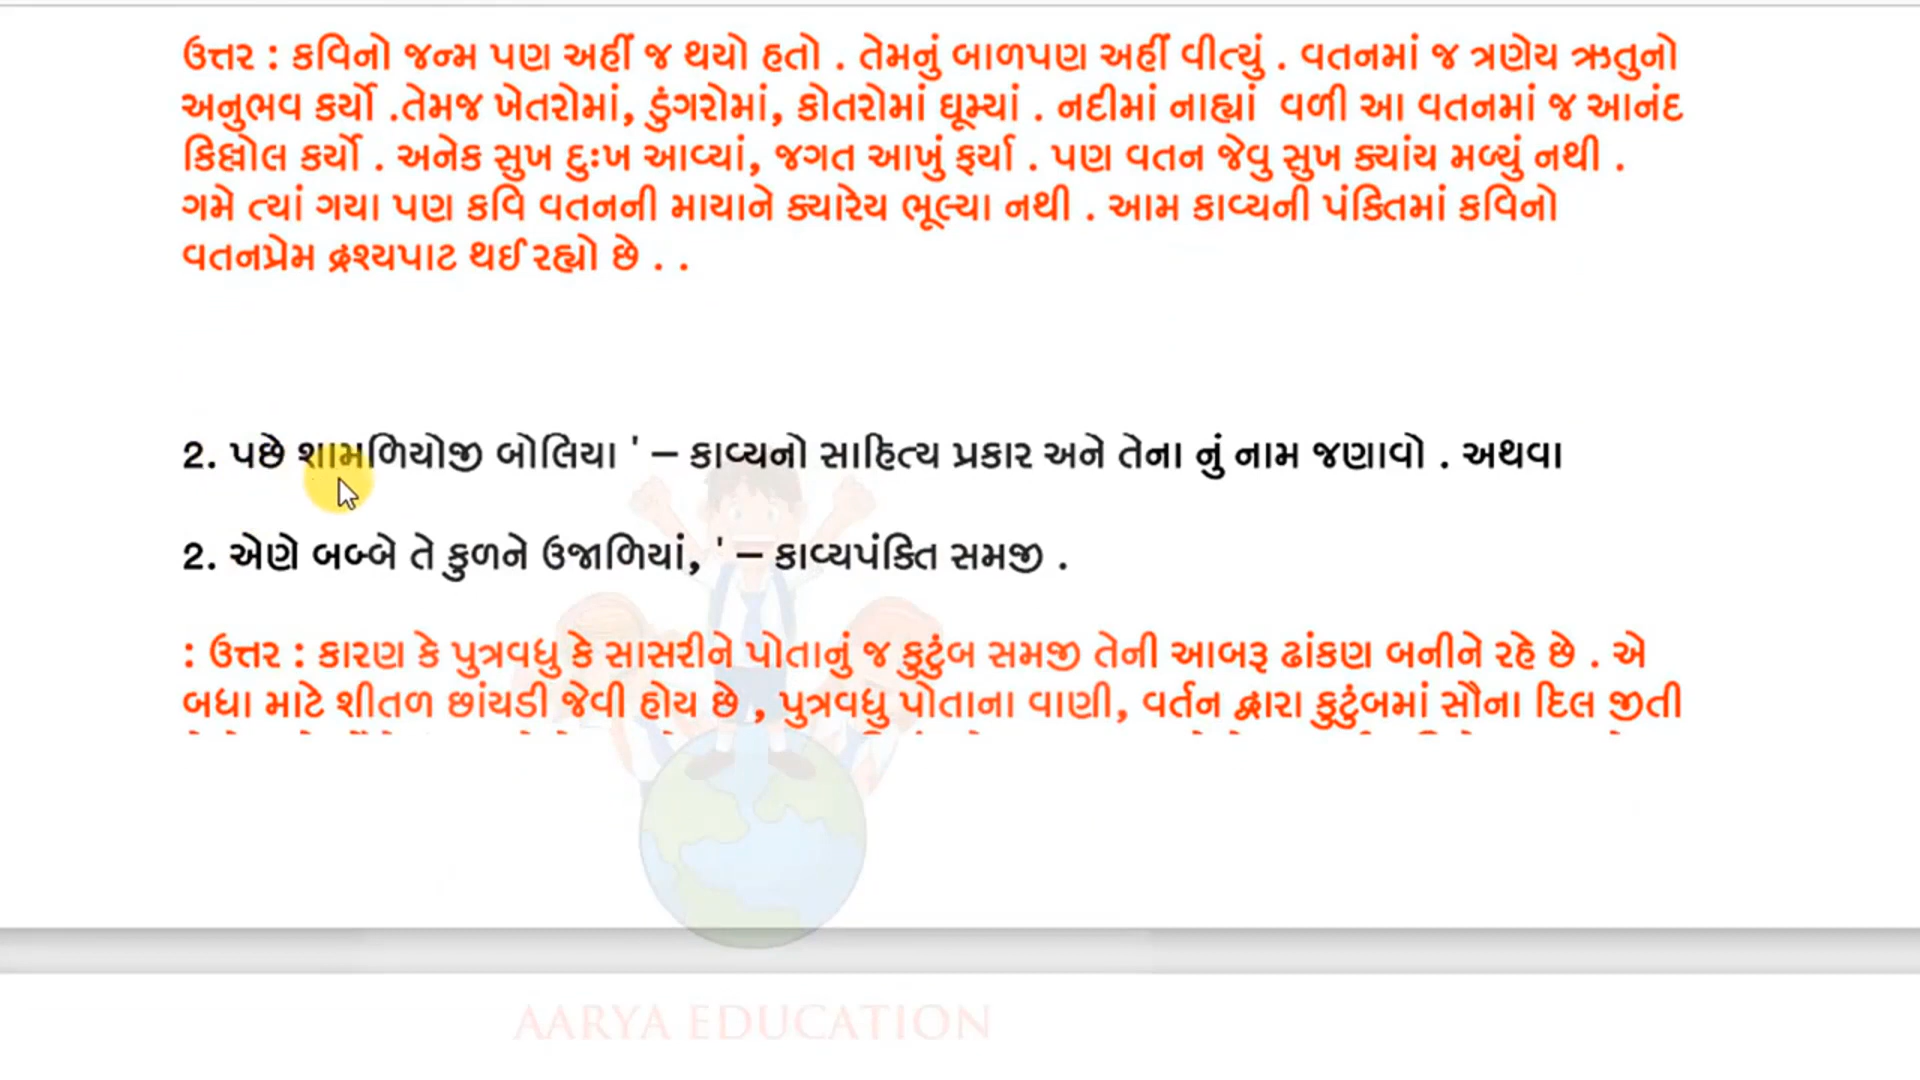 ઉત્તર : કવિનો જન્મ પણ અહીં જ થયો હતો . તેમનું બાળપણ અહીં વીત્યું . વતનમાં જ ત્રણેય ઋતુનો
અનુભવ કર્યો .તેમજ ખેતરોમાં, ડુંગરોમાં, કોતરોમાં ઘૂમ્યાં . નદીમાં નાહ્યાં વળી આ વતનમાં જ આનંદ
કિલ્લોલ કર્યો . અનેક સુખ દુઃખ આવ્યાં, જગત આખું ફર્યા . પણ વતન જેવુ સુખ ક્યાંય મળ્યું નથી .
ગમે ત્યાં ગયા પણ કવિ વતનની માયાને ક્યારેય ભૂલ્યા નથી . આમ કાવ્યની પંક્તિમાં કવિનો
વતનપ્રેમ દ્રશ્યપાટ થઈ રહ્યો છે . .
2. પછે શામળિયોજી બોલિયા ' – કાવ્યનો સાહિત્ય પ્રકાર અને તેના નું નામ જણાવો . અથવા
2. એણે બબ્બે તે કુળને ઉજાળિયાં, ' – કાવ્યપંક્તિ સમજી .
: ઉત્તર : કારણ કે પુત્રવધુ કે સાસરીને પોતાનું જ કુટુંબ સમજી તેની આબરૂ ઢાંકણ બનીને રહે છે . એ
બધા માટે શીતળ છાંયડી જેવી હોય છે , પુત્રવધુ પોતાના વાણી, વર્તન દ્વારા કુટુંબમાં સૌના દિલ જીતી
AARYA EDUCATION